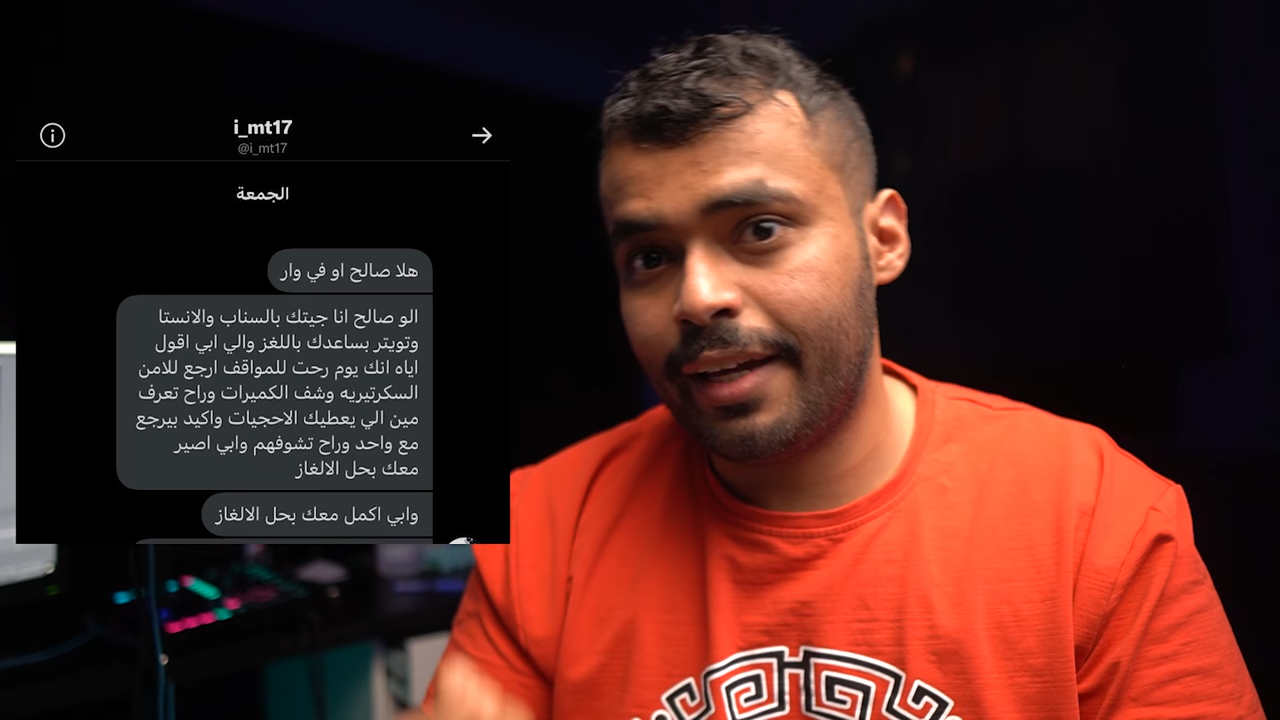 i_mt17
@i_mt17
الجمعة
هلا صالح او في وار
الو صالح انا جيتك بالسناب والانستا
وتويتر بساعدك باللغز والي ابي اقول
اياه انك يوم رحت للمواقف ارجع للامن
السكرتيريه وشف الكميرات وراح تعرف
مين الي يعطيك الاحجيات واكيد بيرجع
مع واحد وراح تشوفهم وابي اصير
معك بحل الالغاز
وابي اكمل معك بحل الالغاز